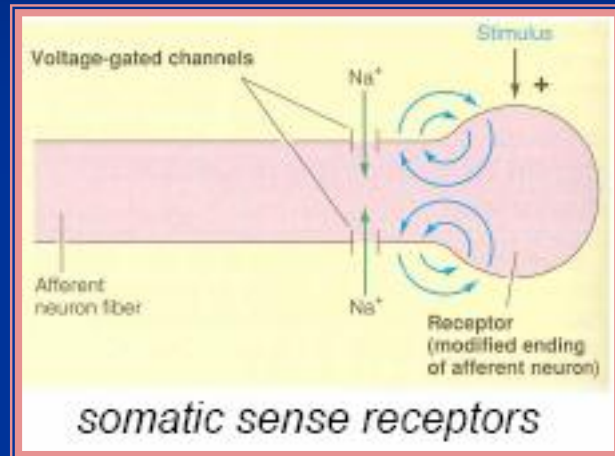 Stimulus
Voltage-gated channels
Na+
+
Afferent
neuron fiber
Na+
Receptor
(modified ending
of afferent neuron)
somatic sense receptors